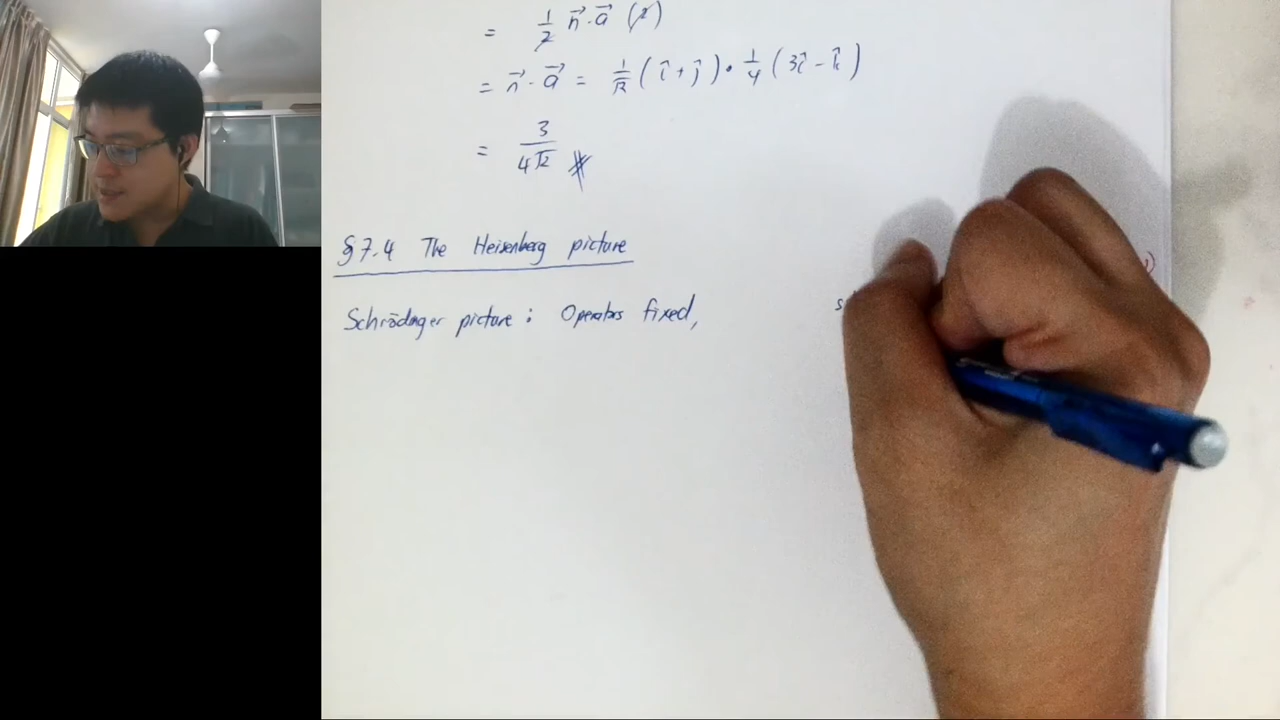 = 1/2 n⃗·a⃗ (2)
= n⃗·a⃗ = 1/√2 (î + ĵ) · 1/4 (3î - k̂)
= 3/4√2 ※
§7.4 The Heisenberg picture
Schrödinger picture : Operators fixed,